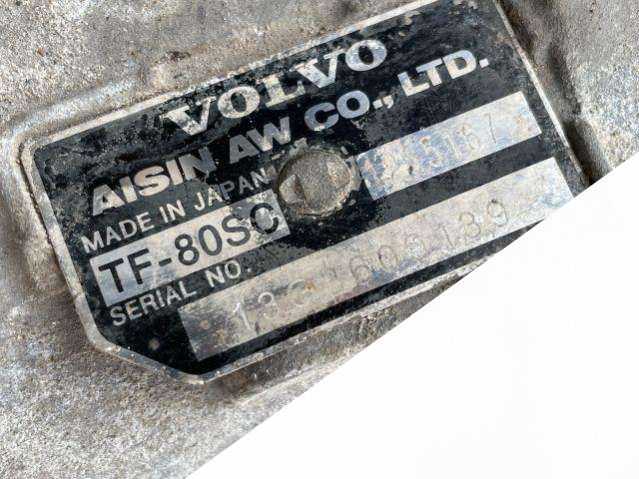 VOLVO
AISIN AW CO., LTD.
MADE IN JAPAN
TF-80SC
SERIAL NO.